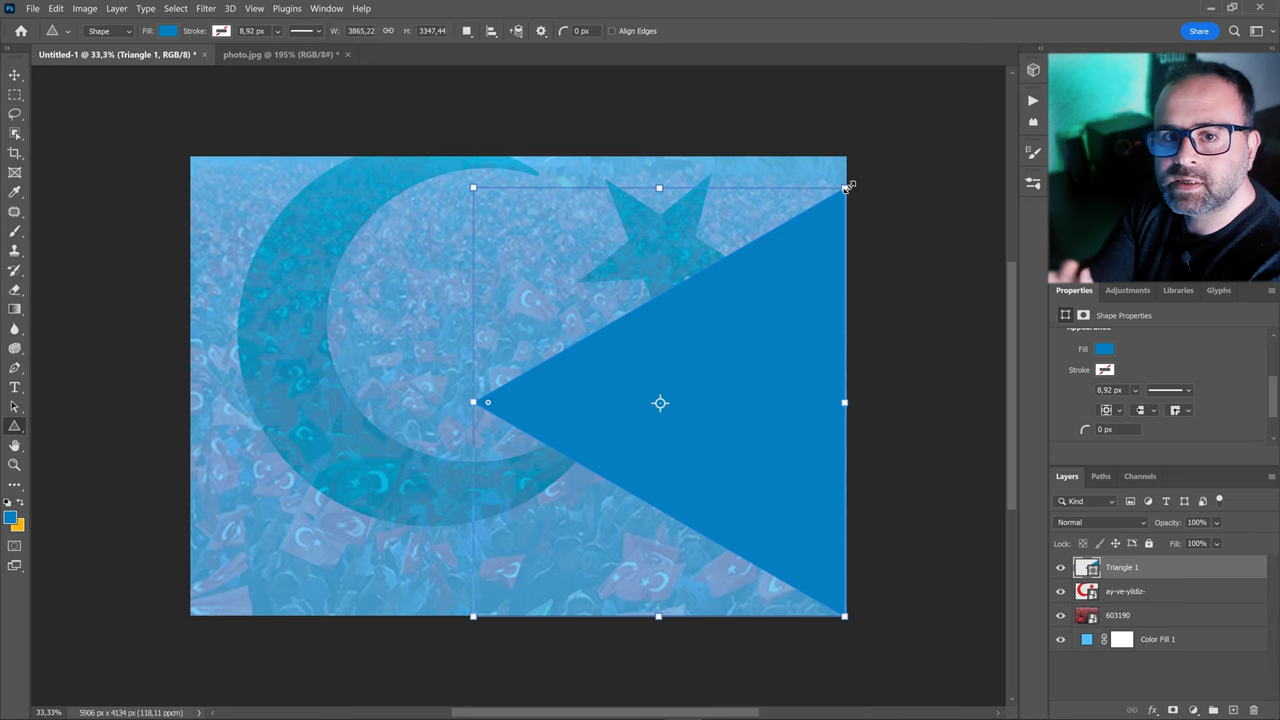 Ps File Edit Image Layer Type Select Filter 3D View Plugins Window Help
Shape Fill: Stroke: 8,92 px W: 3865,22 H: 3347,44 0 px Align Edges Share
Untitled-1 @ 33,3% (Triangle 1, RGB/8) * × photo.jpg @ 195% (RGB/8#) * ×
Properties Adjustments Libraries Glyphs
Shape Properties
Appearance
Fill
Stroke
8,92 px
0 px
Layers Paths Channels
Kind
Normal Opacity: 100%
Lock: Fill: 100%
Triangle 1
ay-ve-yildiz-
603190
Color Fill 1
33,33% 5906 px x 4134 px (118,11 ppcm)
fx